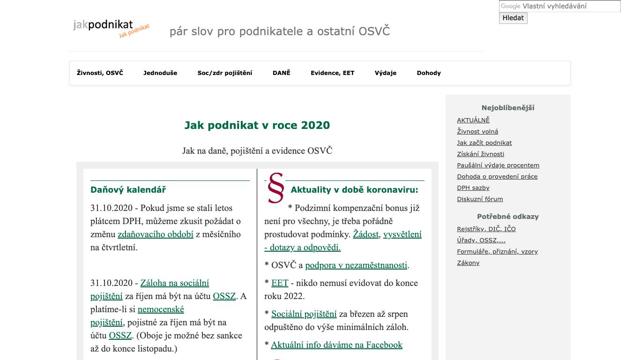 jakpodnikat
jak podnikat
pár slov pro podnikatele a ostatní OSVČ
Google Vlastní vyhledávání
Hledat
Živnosti, OSVČ Jednoduše Soc/zdr pojištění DANĚ Evidence, EET Výdaje Dohody
Jak podnikat v roce 2020
Jak na daně, pojištění a evidence OSVČ
Daňový kalendář
31.10.2020 - Pokud jsme se stali letos
plátcem DPH, můžeme zkusit požádat o
změnu zdaňovacího období z měsíčního
na čtvrtletní.
31.10.2020 - Záloha na sociální
pojištění za říjen má být na účtu OSSZ. A
platíme-li si nemocenské
pojištění, pojistné za říjen má být na
účtu OSSZ. (Oboje je možné bez sankce
až do konce listopadu.)
§ Aktuality v době koronaviru:
* Podzimní kompenzační bonus již
není pro všechny, je třeba pořádně
prostudovat podmínky. Žádost, vysvětlení
- dotazy a odpovědi.
* OSVČ a podpora v nezaměstnanosti.
* EET - nikdo nemusí evidovat do konce
roku 2022.
* Sociální pojištění za březen až srpen
odpuštěno do výše minimálních záloh.
* Aktuální info dáváme na Facebook
Nejoblíbenější
AKTUÁLNĚ
Živnost volná
Jak začít podnikat
Získání živnosti
Paušální výdaje procentem
Dohoda o provedení práce
DPH sazby
Diskuzní fórum
Potřebné odkazy
Rejstříky, DIČ, IČO
Úřady, OSSZ,...
Formuláře, přiznání, vzory
Zákony